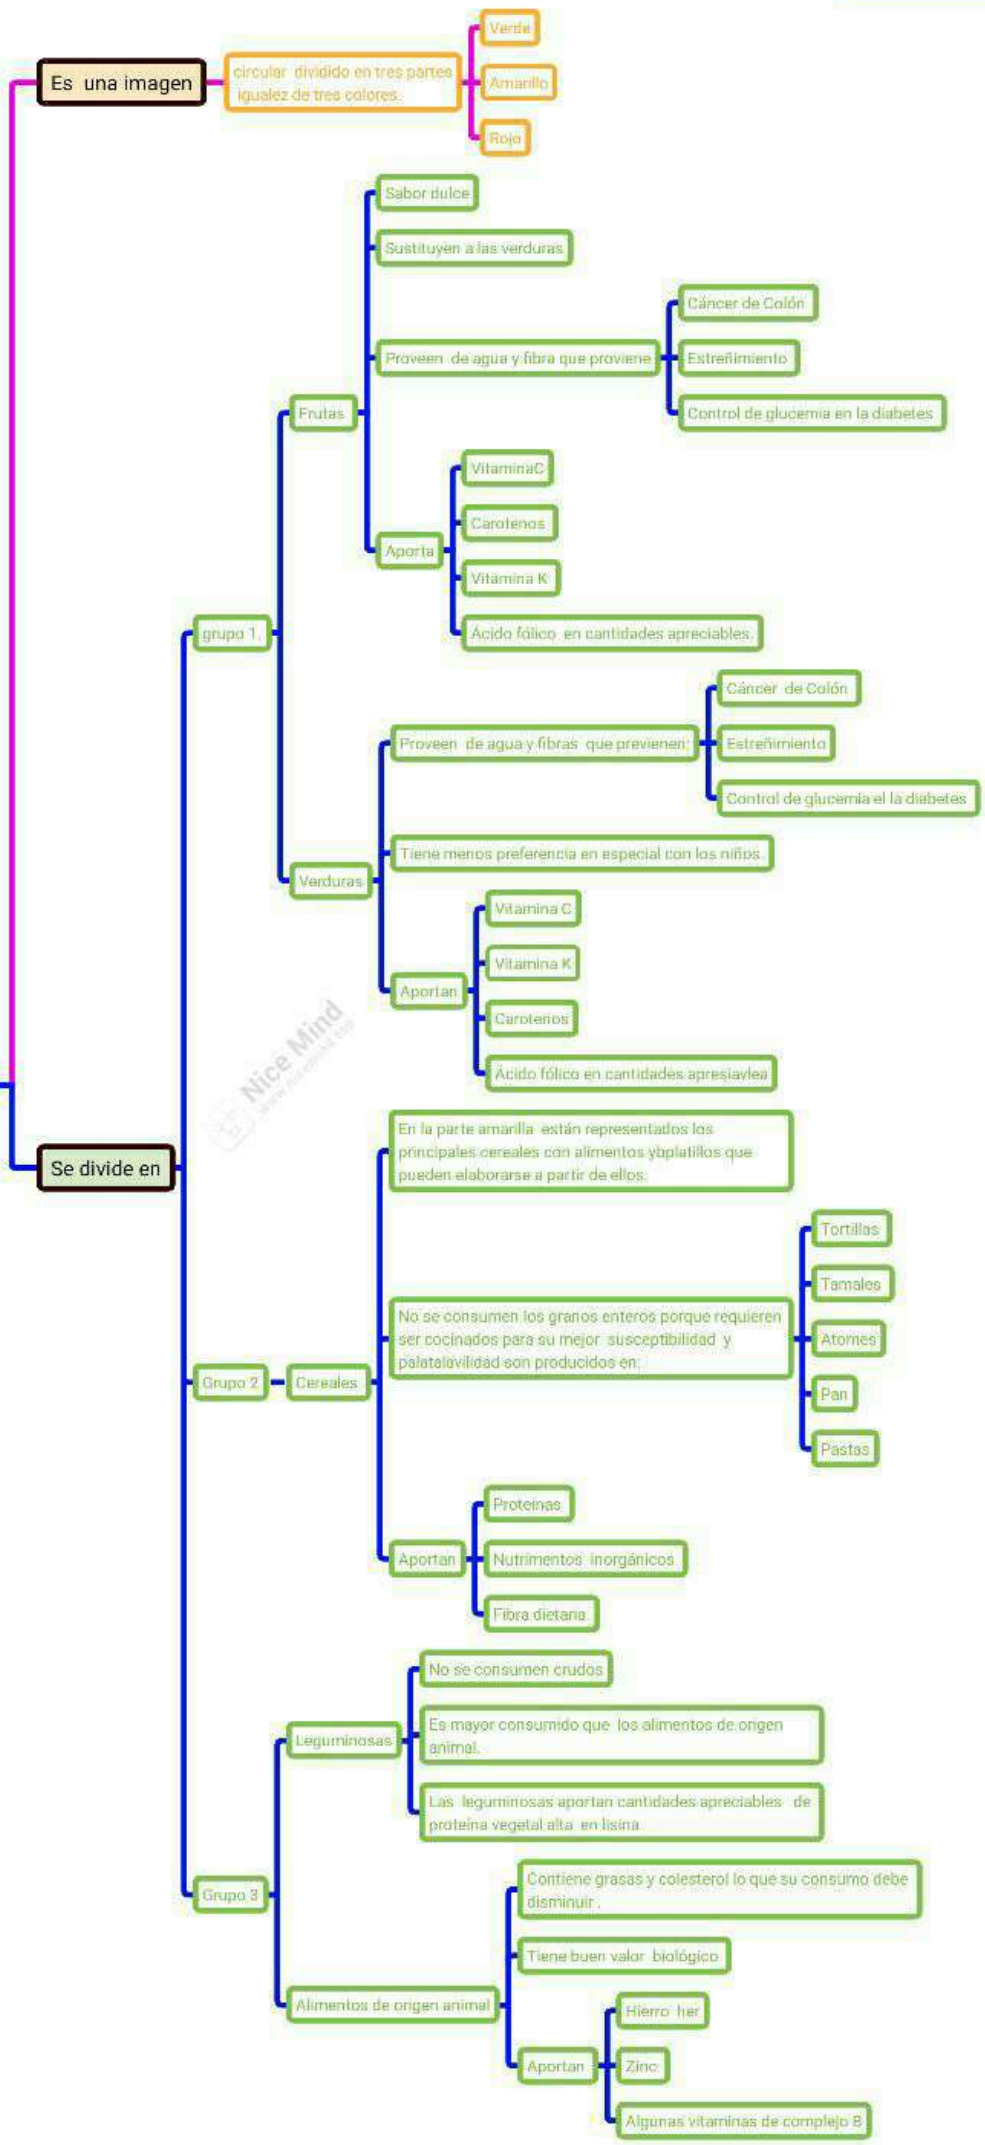 Verde
Es una imagen
circular dividido en tres partes
igualez de tres colores.
Amarillo
Rojo
Sabor dulce
Sustituyen a las verduras
Cáncer de Colón
Proveen de agua y fibra que proviene
Estreñimiento
Frutas
Control de glucemia en la diabetes
VitaminaC
Carotenos
Aporta
Vitamina K
grupo 1.
Ácido fólico en cantidades apreciables.
Cáncer de Colón
Proveen de agua y fibras que previenen:
Estreñimiento
Control de glucemia el la diabetes
Tiene menos preferencia en especial con los niños.
Verduras
Vitamina C
Vitamina K
Aportan
Carotenos
Ácido fólico en cantidades apresiavlea
Nice Mind
En la parte amarilla están representados los
principales cereales con alimentos ybplatillos que
pueden elaborarse a partir de ellos.
Se divide en
Tortillas
Tamales
No se consumen los granos enteros porque requieren
ser cocinados para su mejor susceptibilidad y
palatalavilidad son producidos en:
Atomes
Grupo 2
Cereales
Pan
Pastas
Proteínas
Aportan
Nutrimentos inorgánicos
Fibra dietaria.
No se consumen crudos
Leguminosas
Es mayor consumido que los alimentos de origen
animal.
Las leguminosas aportan cantidades apreciables de
proteína vegetal alta en lisina
Grupo 3
Contiene grasas y colesterol lo que su consumo debe
disminuir .
Tiene buen valor biológico
Alimentos de origen animal
Hierro her
Aportan
Zinc
Algunas vitaminas de complejo B